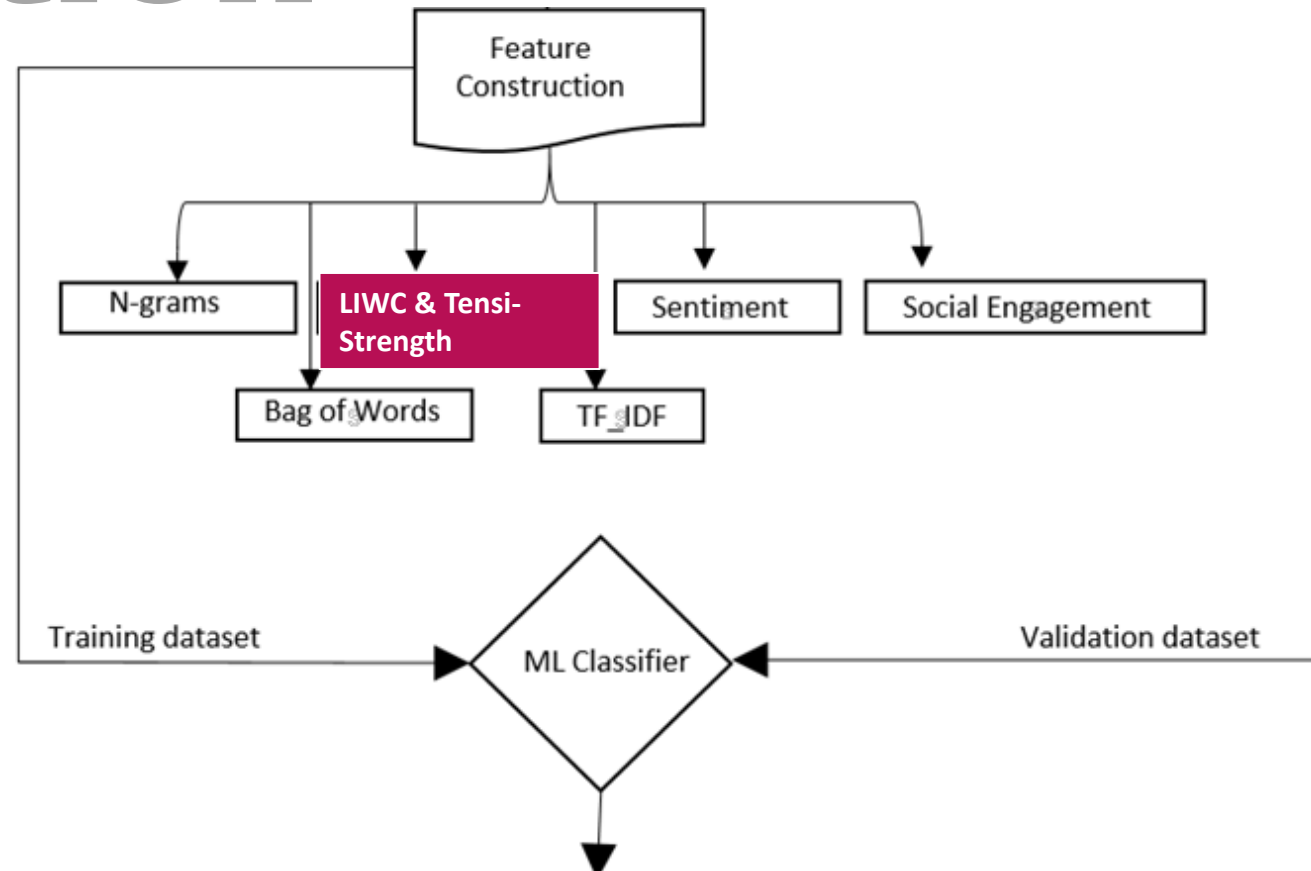 Feature
Construction
N-grams
LIWC & Tensi-
Strength
Sentiment
Social Engagement
Bag of Words
TF_IDF
Training dataset
Validation dataset
ML Classifier